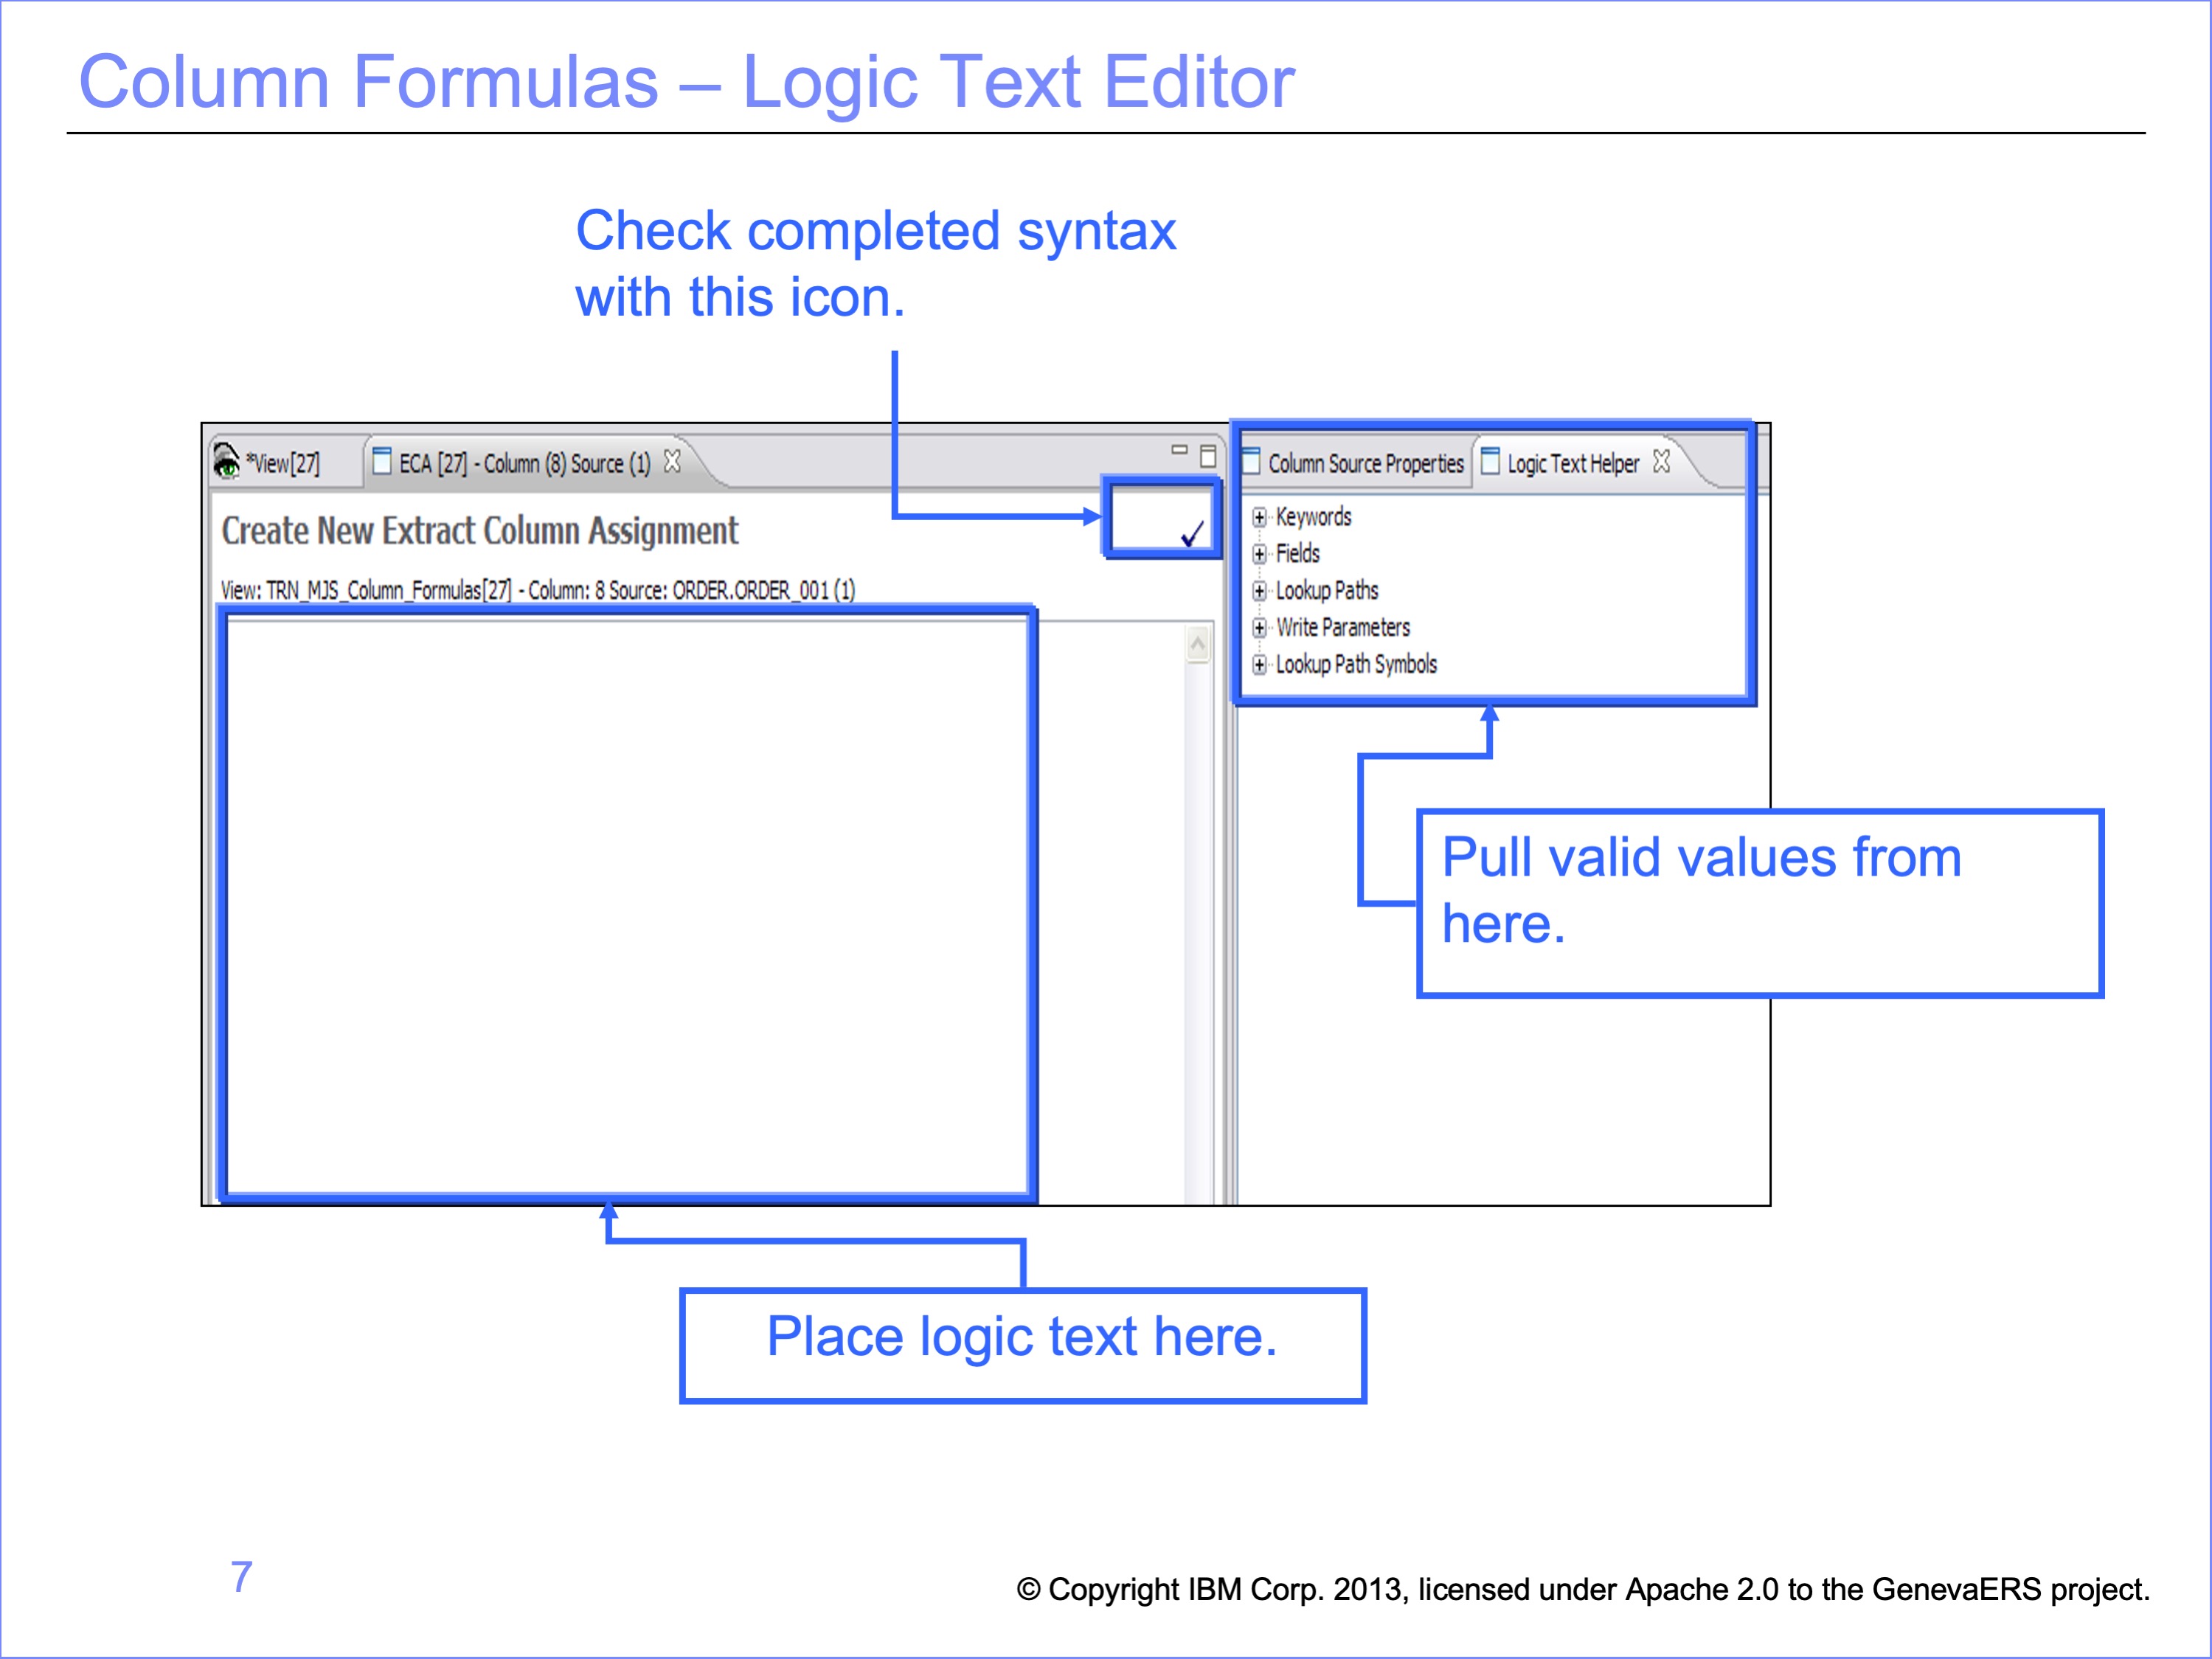 Column Formulas – Logic Text Editor
Check completed syntax
with this icon.
*View[27]
ECA [27] - Column (8) Source (1)
Column Source Properties
Logic Text Helper
Create New Extract Column Assignment
View: TRN_MJS_Column_Formulas[27] - Column: 8 Source: ORDER.ORDER_001 (1)
Keywords
Fields
Lookup Paths
Write Parameters
Lookup Path Symbols
Pull valid values from
here.
Place logic text here.
7
© Copyright IBM Corp. 2013, licensed under Apache 2.0 to the GenevaERS project.